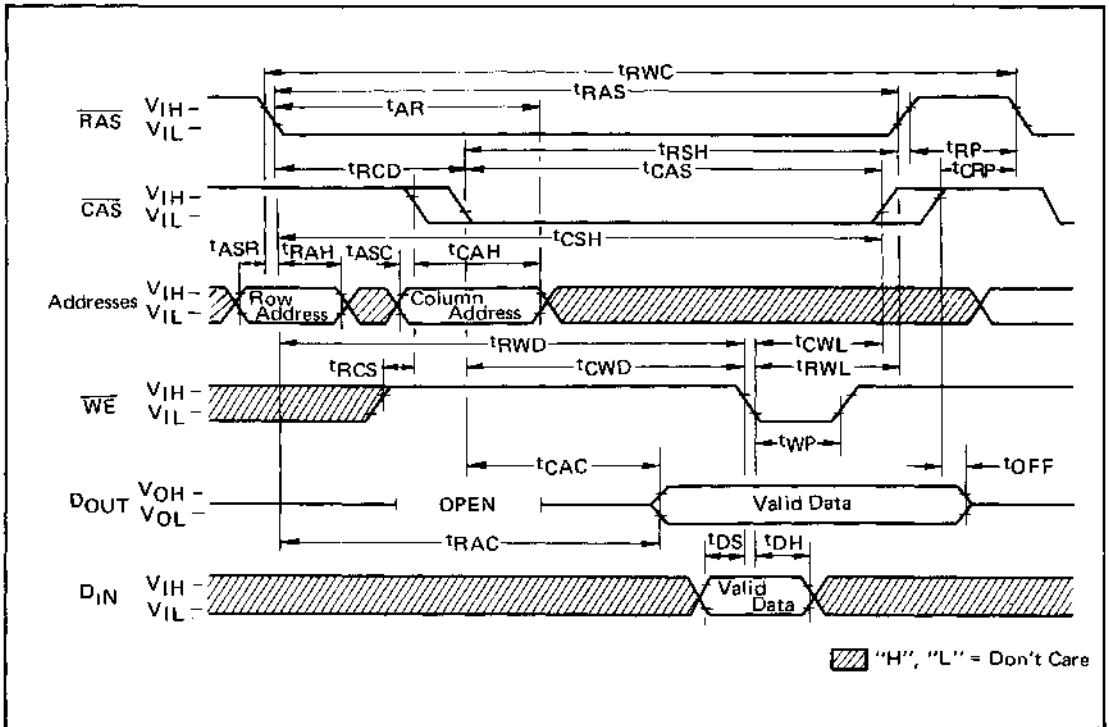 tRWC
tRAS
tAR
RAS VIH
VIL
tRSH
tRP
tRCD
tCAS
tCRP
CAS VIH
VIL
tCSH
tASR tRAH tASC tCAH
Addresses VIH
VIL
Row Address
Column Address
tRWD
tCWL
tRCS
tCWD
tRWL
WE VIH
VIL
tWP
tCAC
tOFF
DOUT VOH
VOL
OPEN
Valid Data
tRAC
tDS tDH
DIN VIH
VIL
Valid Data
"H", "L" = Don't Care